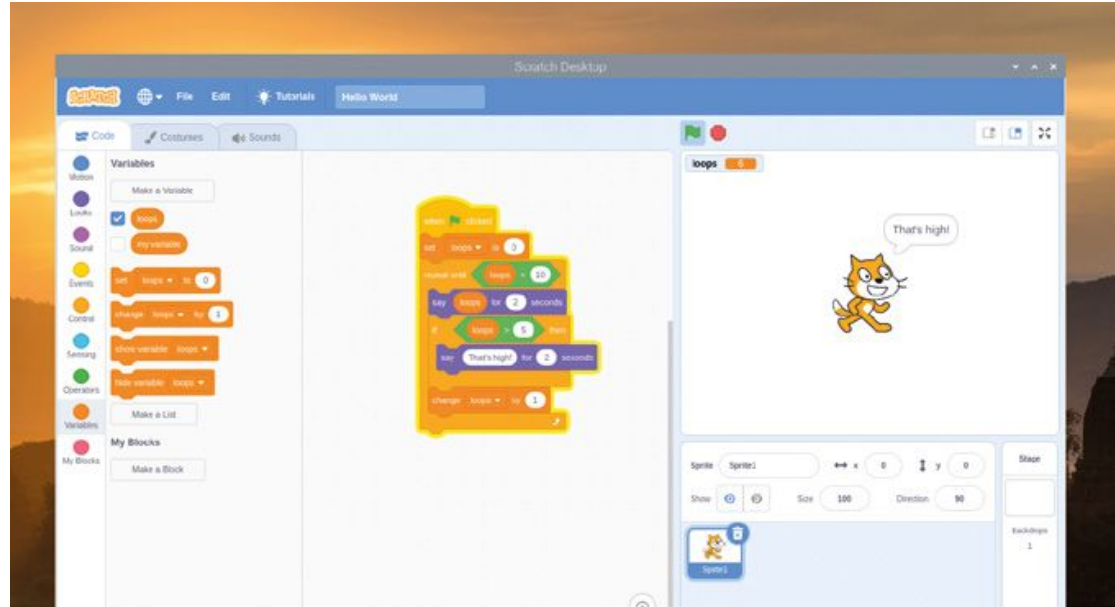 Scratch Desktop
SCRATCH File Edit Tutorials Hello World
Code Costumes Sounds
Motion
Looks
Sound
Events
Control
Sensing
Operators
Variables
My Blocks
Variables
Make a Variable
loops
my variable
set loops to 0
change loops by 1
show variable loops
hide variable loops
Make a List
My Blocks
Make a Block
when clicked
set loops to
repeat until loops = 10
say loops for 2 seconds
if loops > 5 then
say That's high! for 2 seconds
change loops by 1
loops 6
That's high!
Sprite Sprite1 x 0 y 0
Show Size 100 Direction 90
Sprite1
Stage
Backdrops
1